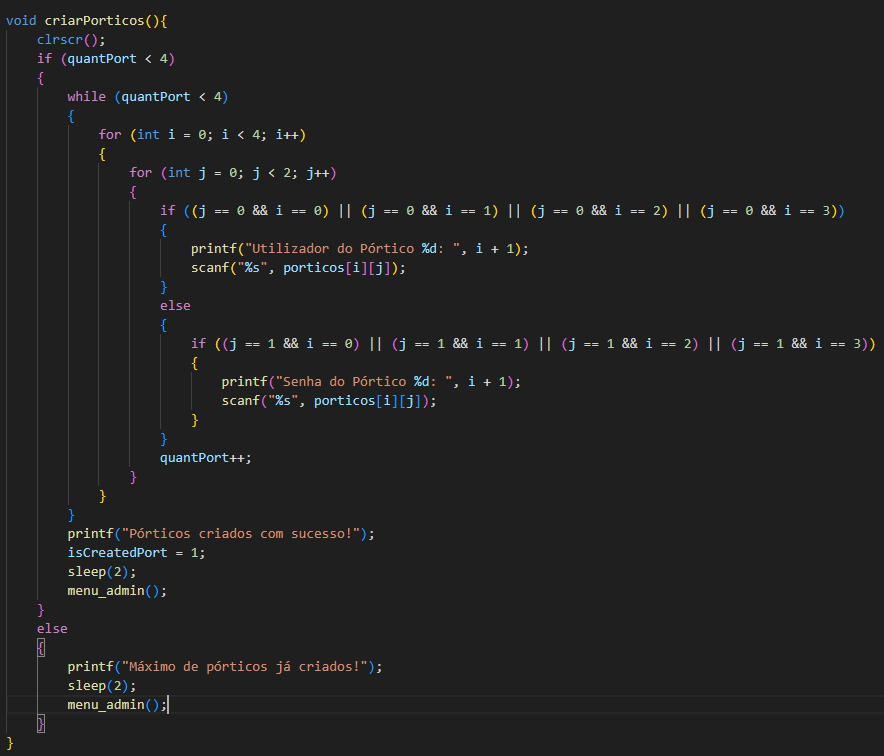 void criarPorticos(){
    clrscr();
    if (quantPort < 4)
    {
        while (quantPort < 4)
        {
            for (int i = 0; i < 4; i++)
            {
                for (int j = 0; j < 2; j++)
                {
                    if ((j == 0 && i == 0) || (j == 0 && i == 1) || (j == 0 && i == 2) || (j == 0 && i == 3))
                    {
                        printf("Utilizador do Pórtico %d: ", i + 1);
                        scanf("%s", porticos[i][j]);
                    }
                    else
                    {
                        if ((j == 1 && i == 0) || (j == 1 && i == 1) || (j == 1 && i == 2) || (j == 1 && i == 3))
                        {
                            printf("Senha do Pórtico %d: ", i + 1);
                            scanf("%s", porticos[i][j]);
                        }
                    }
                    quantPort++;
                }
            }
        }
        printf("Pórticos criados com sucesso!");
        isCreatedPort = 1;
        sleep(2);
        menu_admin();
    }
    else
    {
        printf("Máximo de pórticos já criados!");
        sleep(2);
        menu_admin();
    }
}